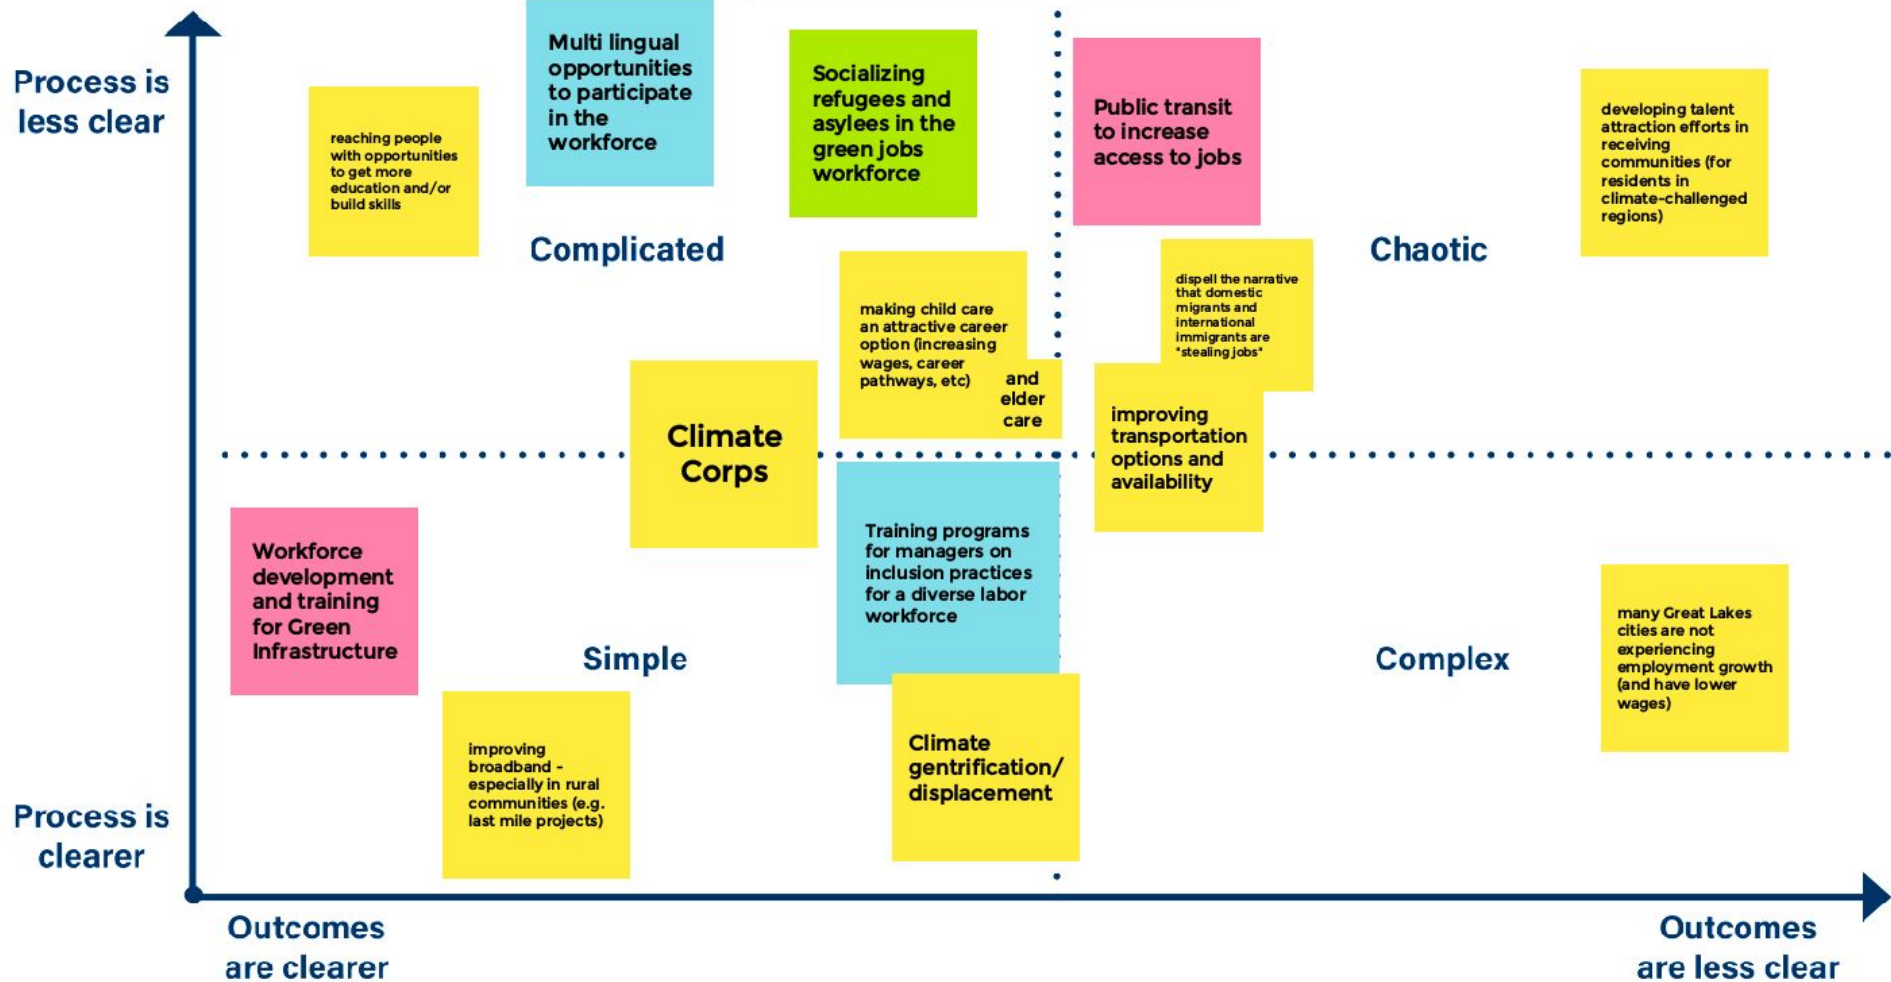 Process is
less clear
reaching people
with opportunities
to get more
education and/or
build skills
Multi lingual
opportunities
to participate
in the
workforce
Socializing
refugees and
asylees in the
green jobs
workforce
Public transit
to increase
access to jobs
developing talent
attraction efforts in
receiving
communities (for
residents in
climate-challenged
regions)
Complicated
Chaotic
making child care
an attractive career
option (increasing
wages, career
pathways, etc)
and
elder
care
dispell the narrative
that domestic
migrants and
international
immigrants are
"stealing jobs"
Climate
Corps
improving
transportation
options and
availability
Workforce
development
and training
for Green
Infrastructure
Training programs
for managers on
inclusion practices
for a diverse labor
workforce
Simple
Complex
many Great Lakes
cities are not
experiencing
employment growth
(and have lower
wages)
improving
broadband -
especially in rural
communities (e.g.
last mile projects)
Climate
gentrification/
displacement
Process is
clearer
Outcomes
are clearer
Outcomes
are less clear